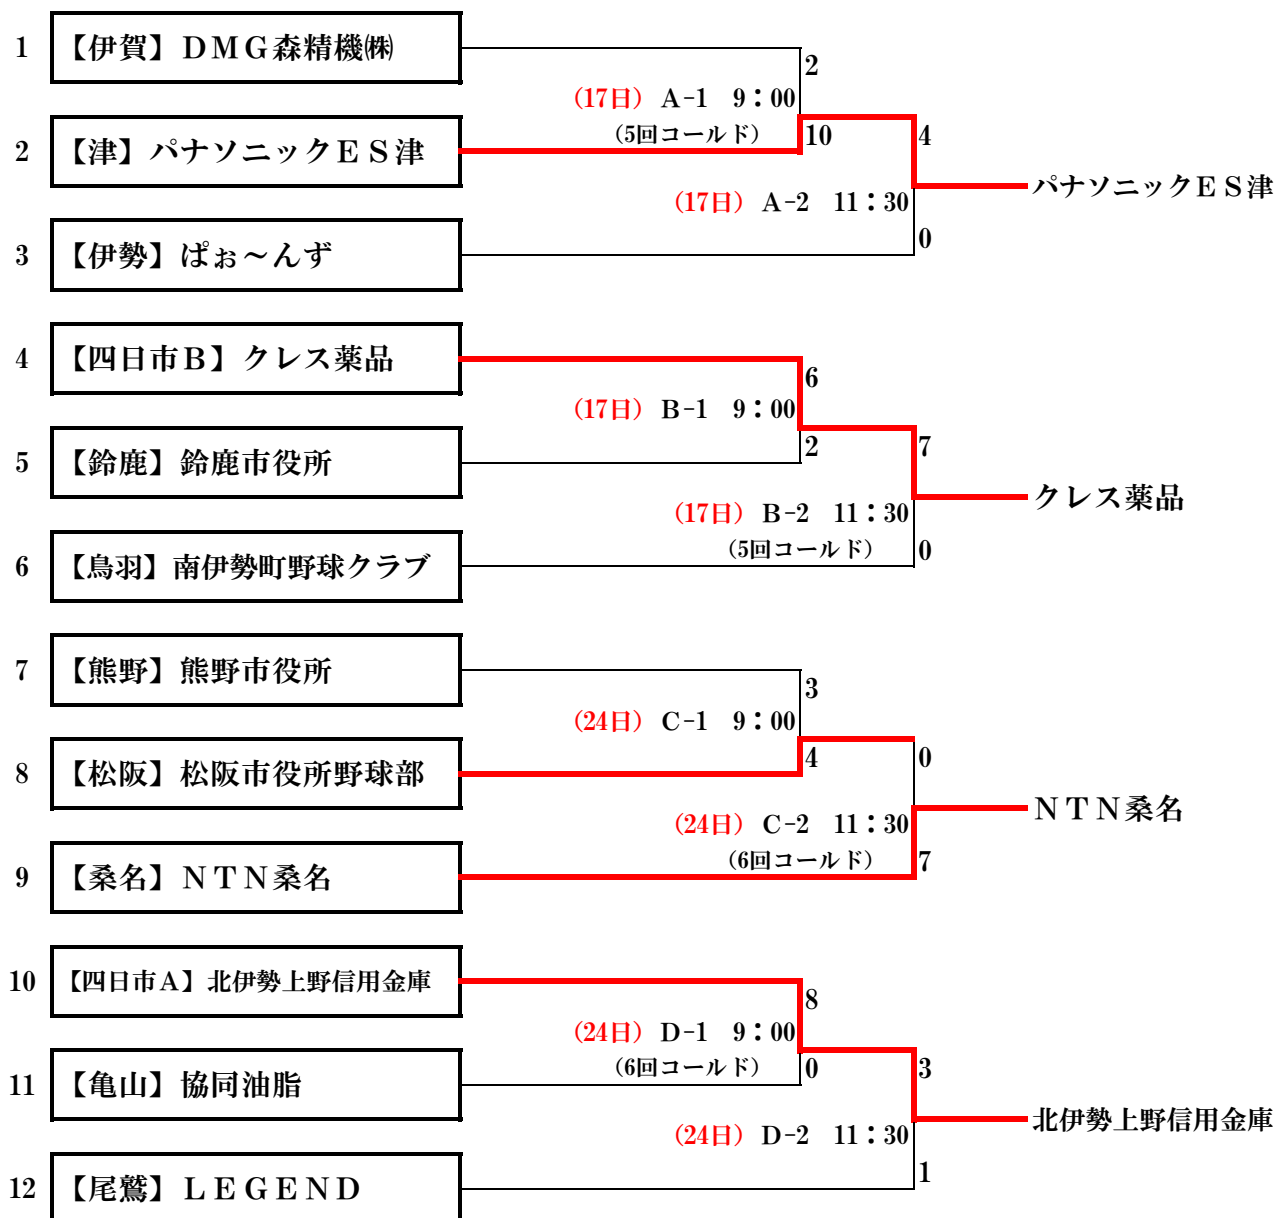 1 【伊賀】ＤＭＧ森精機㈱
2
(17日) A-1 9：00
（5回コールド） 10 4
2 【津】パナソニックＥＳ津
パナソニックＥＳ津
(17日) A-2 11：30
0
3 【伊勢】ぱぉ～んず
4 【四日市Ｂ】クレス薬品
6
(17日) B-1 9：00
2 7
5 【鈴鹿】鈴鹿市役所
クレス薬品
(17日) B-2 11：30
（5回コールド） 0
6 【鳥羽】南伊勢町野球クラブ
7 【熊野】熊野市役所
3
(24日) C-1 9：00
4 0
8 【松阪】松阪市役所野球部
ＮＴＮ桑名
(24日) C-2 11：30
（6回コールド） 7
9 【桑名】ＮＴＮ桑名
10 【四日市Ａ】北伊勢上野信用金庫
8
(24日) D-1 9：00
（6回コールド） 0 3
11 【亀山】協同油脂
北伊勢上野信用金庫
(24日) D-2 11：30
1
12 【尾鷲】ＬＥＧＥＮＤ